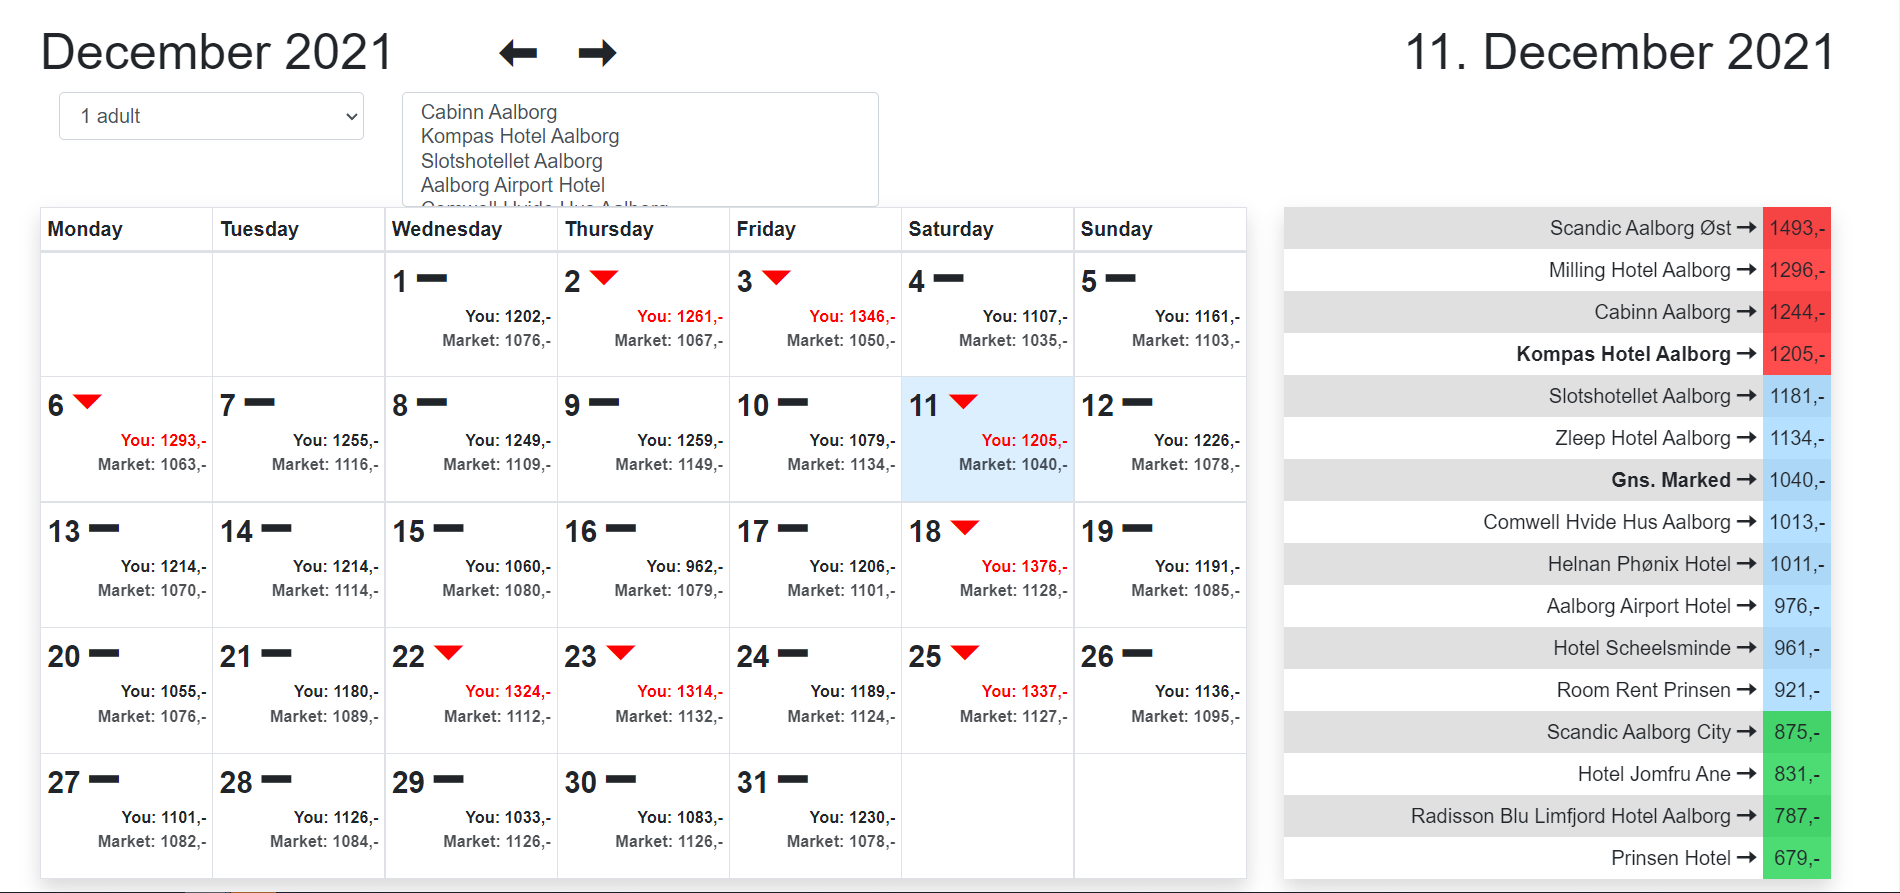 December 2021
11. December 2021
1 adult
Cabinn Aalborg
Kompas Hotel Aalborg
Slotshotellet Aalborg
Aalborg Airport Hotel
Comwell Hvide Hus Aalborg
Monday Tuesday Wednesday Thursday Friday Saturday Sunday
1 2 3 4 5
You: 1202,- You: 1261,- You: 1346,- You: 1107,- You: 1161,-
Market: 1076,- Market: 1067,- Market: 1050,- Market: 1035,- Market: 1103,-
6 7 8 9 10 11 12
You: 1293,- You: 1255,- You: 1249,- You: 1259,- You: 1079,- You: 1205,- You: 1226,-
Market: 1063,- Market: 1116,- Market: 1109,- Market: 1149,- Market: 1134,- Market: 1040,- Market: 1078,-
13 14 15 16 17 18 19
You: 1214,- You: 1214,- You: 1060,- You: 962,- You: 1206,- You: 1376,- You: 1191,-
Market: 1070,- Market: 1114,- Market: 1080,- Market: 1079,- Market: 1101,- Market: 1128,- Market: 1085,-
20 21 22 23 24 25 26
You: 1055,- You: 1180,- You: 1324,- You: 1314,- You: 1189,- You: 1337,- You: 1136,-
Market: 1076,- Market: 1089,- Market: 1112,- Market: 1132,- Market: 1124,- Market: 1127,- Market: 1095,-
27 28 29 30 31
You: 1101,- You: 1126,- You: 1033,- You: 1083,- You: 1230,-
Market: 1082,- Market: 1084,- Market: 1126,- Market: 1126,- Market: 1078,-
Scandic Aalborg Øst → 1493,-
Milling Hotel Aalborg → 1296,-
Cabinn Aalborg → 1244,-
Kompas Hotel Aalborg → 1205,-
Slotshotellet Aalborg → 1181,-
Zleep Hotel Aalborg → 1134,-
Gns. Marked → 1040,-
Comwell Hvide Hus Aalborg → 1013,-
Helnan Phønix Hotel → 1011,-
Aalborg Airport Hotel → 976,-
Hotel Scheelsminde → 961,-
Room Rent Prinsen → 921,-
Scandic Aalborg City → 875,-
Hotel Jomfru Ane → 831,-
Radisson Blu Limfjord Hotel Aalborg → 787,-
Prinsen Hotel → 679,-